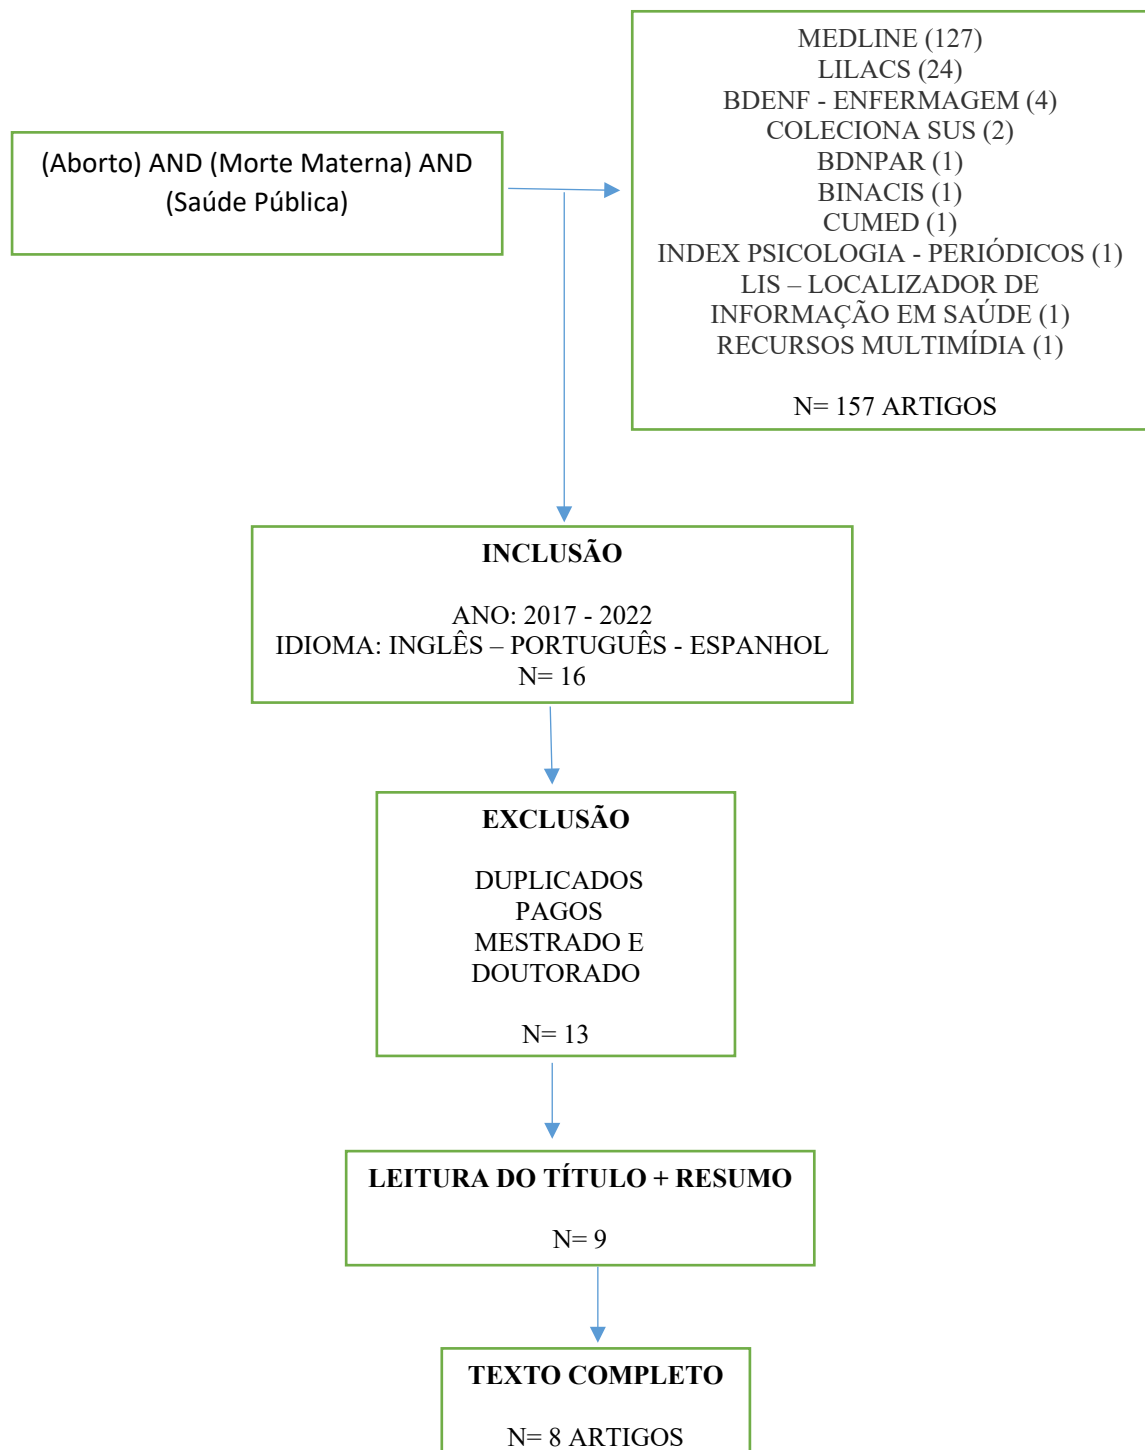 (Aborto) AND (Morte Materna) AND
(Saúde Pública)
MEDLINE (127)
LILACS (24)
BDENF - ENFERMAGEM (4)
COLECIONA SUS (2)
BDNPAR (1)
BINACIS (1)
CUMED (1)
INDEX PSICOLOGIA - PERIÓDICOS (1)
LIS – LOCALIZADOR DE
INFORMAÇÃO EM SAÚDE (1)
RECURSOS MULTIMÍDIA (1)
N= 157 ARTIGOS
INCLUSÃO
ANO: 2017 - 2022
IDIOMA: INGLÊS – PORTUGUÊS - ESPANHOL
N= 16
EXCLUSÃO
DUPLICADOS
PAGOS
MESTRADO E
DOUTORADO
N= 13
LEITURA DO TÍTULO + RESUMO
N= 9
TEXTO COMPLETO
N= 8 ARTIGOS